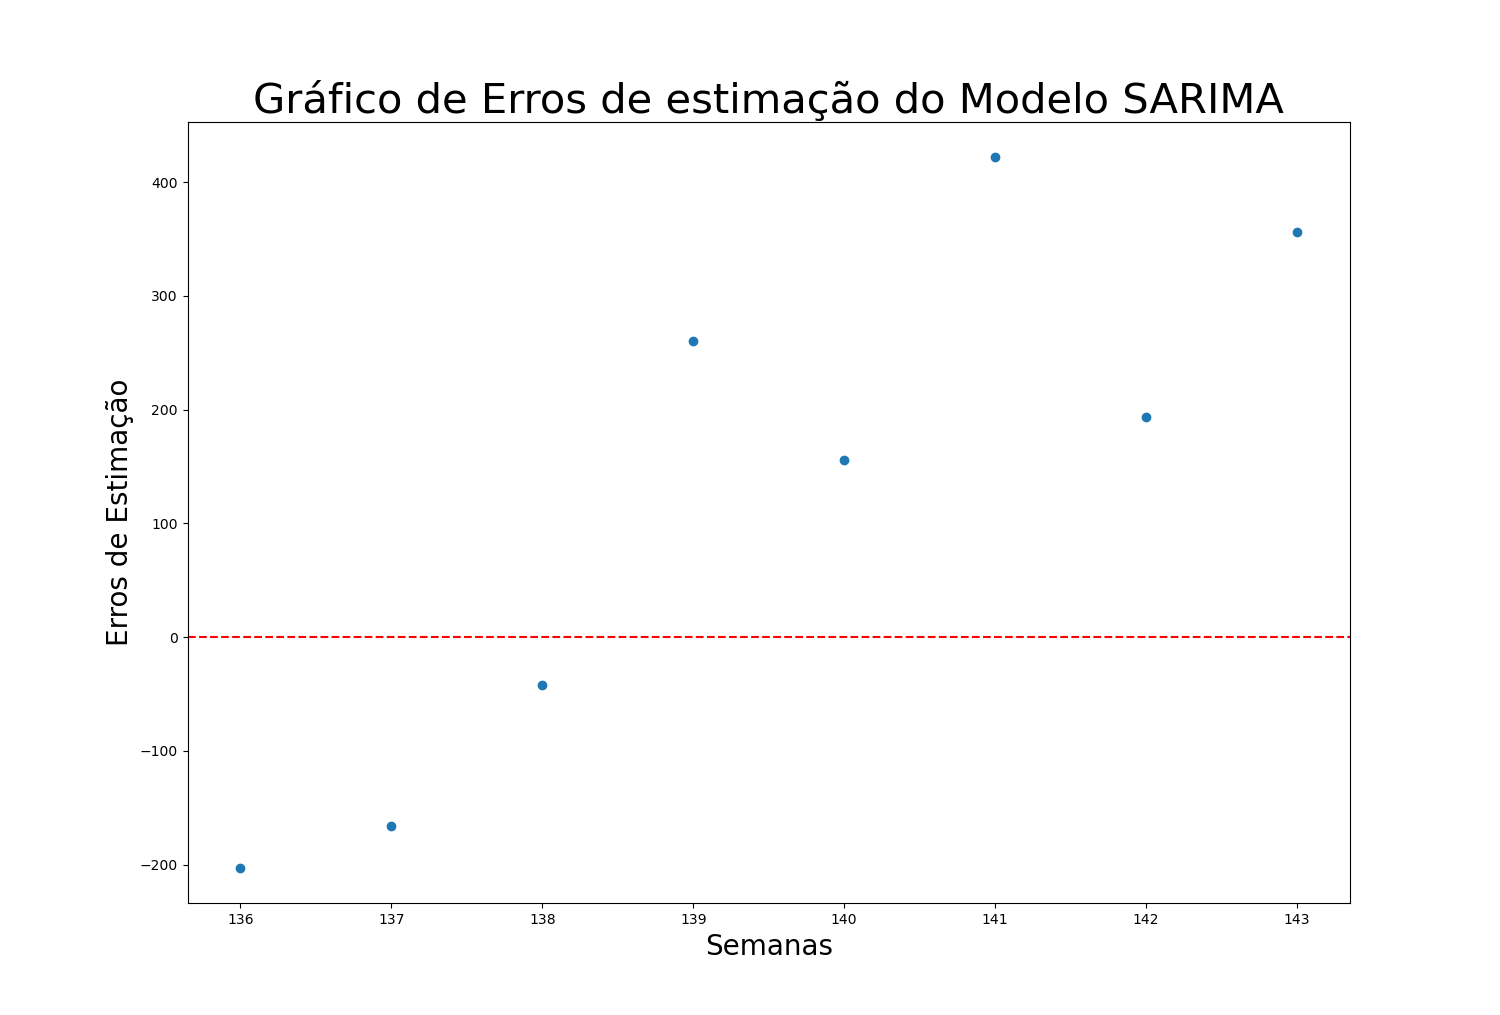 Gráfico de Erros de estimação do Modelo SARIMA
Erros de Estimação
400
300
200
100
0
−100
−200
136 137 138 139 140 141 142 143
Semanas